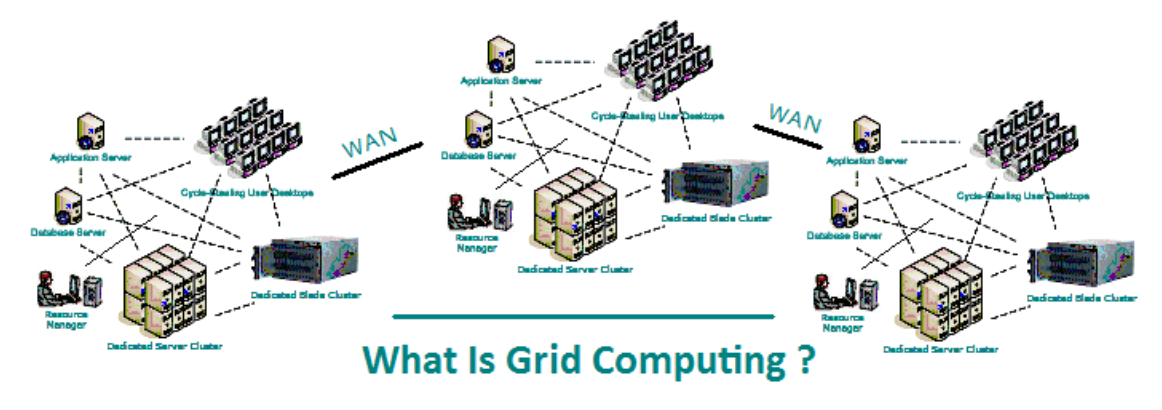 Application Server
Cycle-Stealing User Desktops
Database Server
Resource
Manager
Dedicated Blade Cluster
Dedicated Server Cluster
WAN
Application Server
Cycle-Stealing User Desktops
Database Server
Resource
Manager
Dedicated Blade Cluster
Dedicated Server Cluster
WAN
Application Server
Cycle-Stealing User Desktops
Database Server
Resource
Manager
Dedicated Blade Cluster
Dedicated Server Cluster
What Is Grid Computing ?